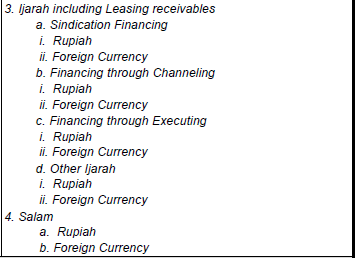 3. Ijarah including Leasing receivables
a. Sindication Financing
i. Rupiah
ii. Foreign Currency
b. Financing through Channeling
i. Rupiah
ii. Foreign Currency
c. Financing through Executing
i. Rupiah
ii. Foreign Currency
d. Other Ijarah
i. Rupiah
ii. Foreign Currency
4. Salam
a. Rupiah
b. Foreign Currency